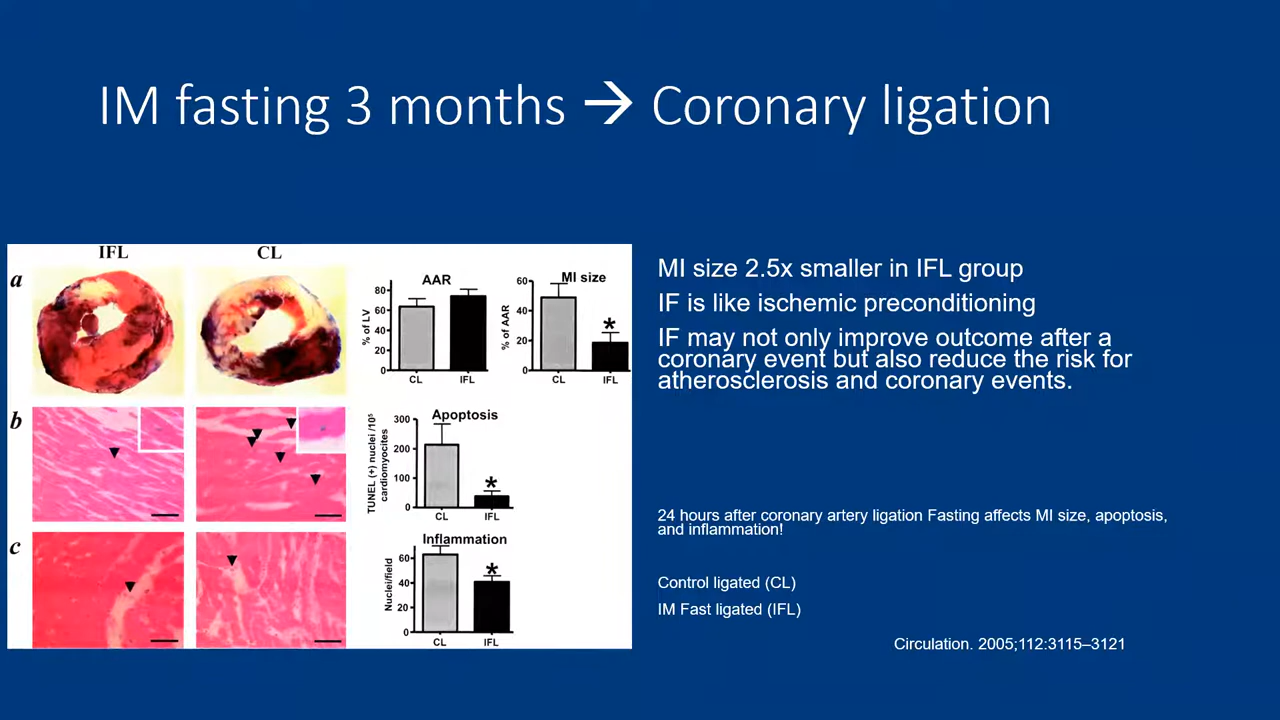 IM fasting 3 months → Coronary ligation
IFL
CL
a
AAR
% of LV
80
60
40
20
0
CL
IFL
MI size
% of AAR
60
40
20
0
*
CL
IFL
b
Apoptosis
TUNEL (+) nuclei /10⁵
cardiomyocytes
300
200
100
0
*
CL
IFL
c
Inflammation
Nuclei/field
60
40
20
0
*
CL
IFL
MI size 2.5x smaller in IFL group
IF is like ischemic preconditioning
IF may not only improve outcome after a
coronary event but also reduce the risk for
atherosclerosis and coronary events.
24 hours after coronary artery ligation Fasting affects MI size, apoptosis,
and inflammation!
Control ligated (CL)
IM Fast ligated (IFL)
Circulation. 2005;112:3115–3121